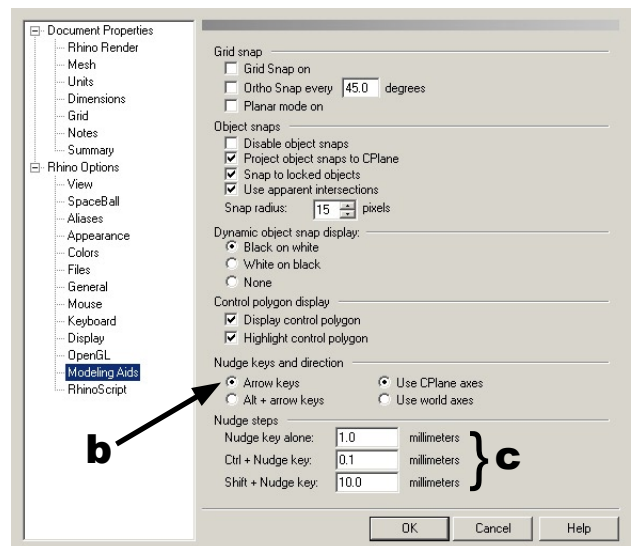 Document Properties
Rhino Render
Mesh
Units
Dimensions
Grid
Notes
Summary
Rhino Options
View
SpaceBall
Aliases
Appearance
Colors
Files
General
Mouse
Keyboard
Display
OpenGL
Modeling Aids
RhinoScript
Grid snap
Grid Snap on
Ortho Snap every 45.0 degrees
Planar mode on
Object snaps
Disable object snaps
Project object snaps to CPlane
Snap to locked objects
Use apparent intersections
Snap radius: 15 pixels
Dynamic object snap display:
Black on white
White on black
None
Control polygon display
Display control polygon
Highlight control polygon
Nudge keys and direction
Arrow keys Use CPlane axes
Alt + arrow keys Use world axes
Nudge steps
Nudge key alone: 1.0 millimeters
Ctrl + Nudge key: 0.1 millimeters
Shift + Nudge key: 10.0 millimeters
b
} c
OK Cancel Help